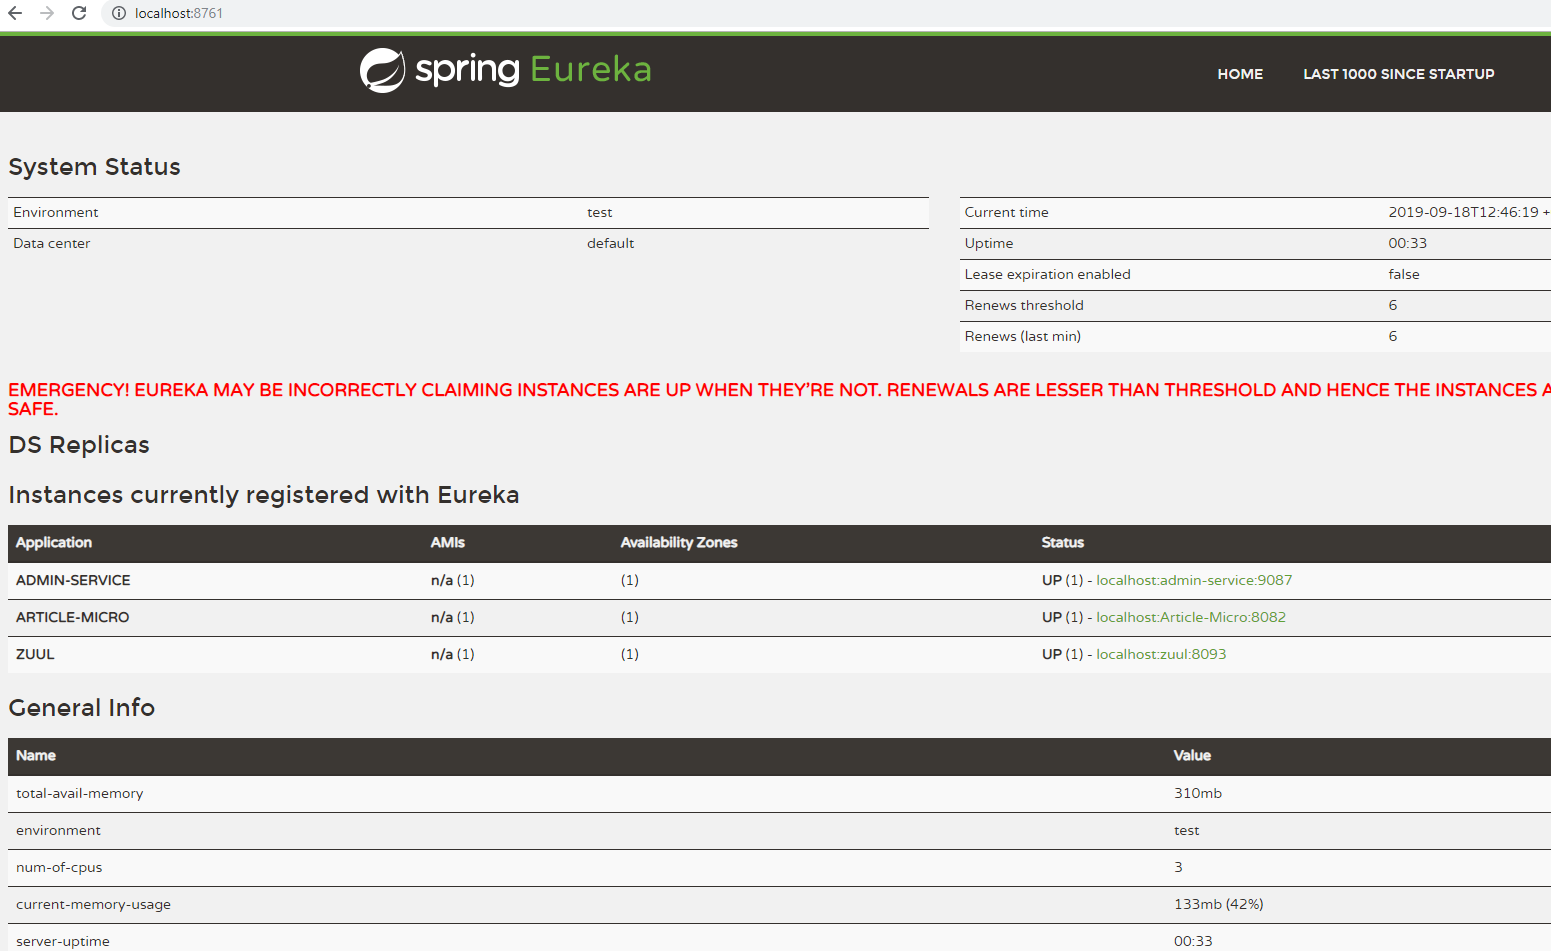 localhost:8761
spring Eureka
HOME LAST 1000 SINCE STARTUP
System Status
Environment test
Data center default
Current time 2019-09-18T12:46:19 +
Uptime 00:33
Lease expiration enabled false
Renews threshold 6
Renews (last min) 6
EMERGENCY! EUREKA MAY BE INCORRECTLY CLAIMING INSTANCES ARE UP WHEN THEY'RE NOT. RENEWALS ARE LESSER THAN THRESHOLD AND HENCE THE INSTANCES
SAFE.
DS Replicas
Instances currently registered with Eureka
Application AMIs Availability Zones Status
ADMIN-SERVICE n/a (1) (1) UP (1) - localhost:admin-service:9087
ARTICLE-MICRO n/a (1) (1) UP (1) - localhost:Article-Micro:8082
ZUUL n/a (1) (1) UP (1) - localhost:zuul:8093
General Info
Name Value
total-avail-memory 310mb
environment test
num-of-cpus 3
current-memory-usage 133mb (42%)
server-uptime 00:33